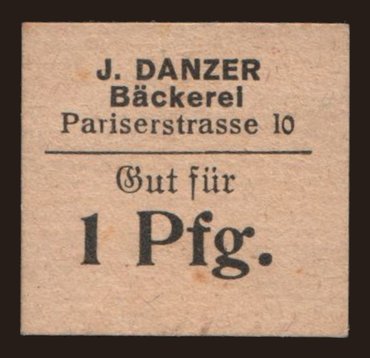 J. DANZER
Bäckerei
Pariserstrasse 10
Gut für
1 Pfg.